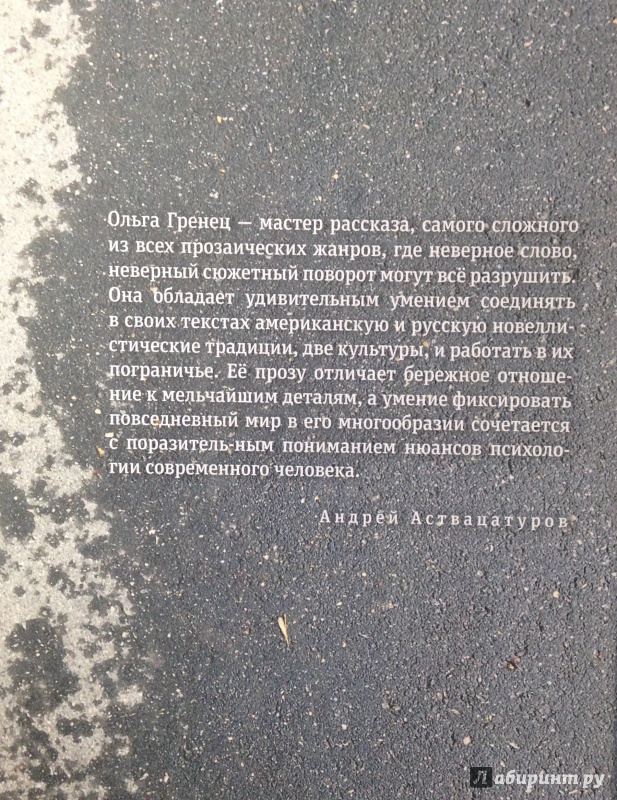 Ольга Гренец — мастер рассказа, самого сложного
из всех прозаических жанров, где неверное слово,
неверный сюжетный поворот могут всё разрушить.
Она обладает удивительным умением соединять
в своих текстах американскую и русскую новелли-
стические традиции, две культуры, и работать в их
пограничье. Её прозу отличает бережное отноше-
ние к мельчайшим деталям, а умение фиксировать
повседневный мир в его многообразии сочетается
с поразитель-ным пониманием нюансов психоло-
гии современного человека.
Андрей Аствацатуров
Лабиринт.ру